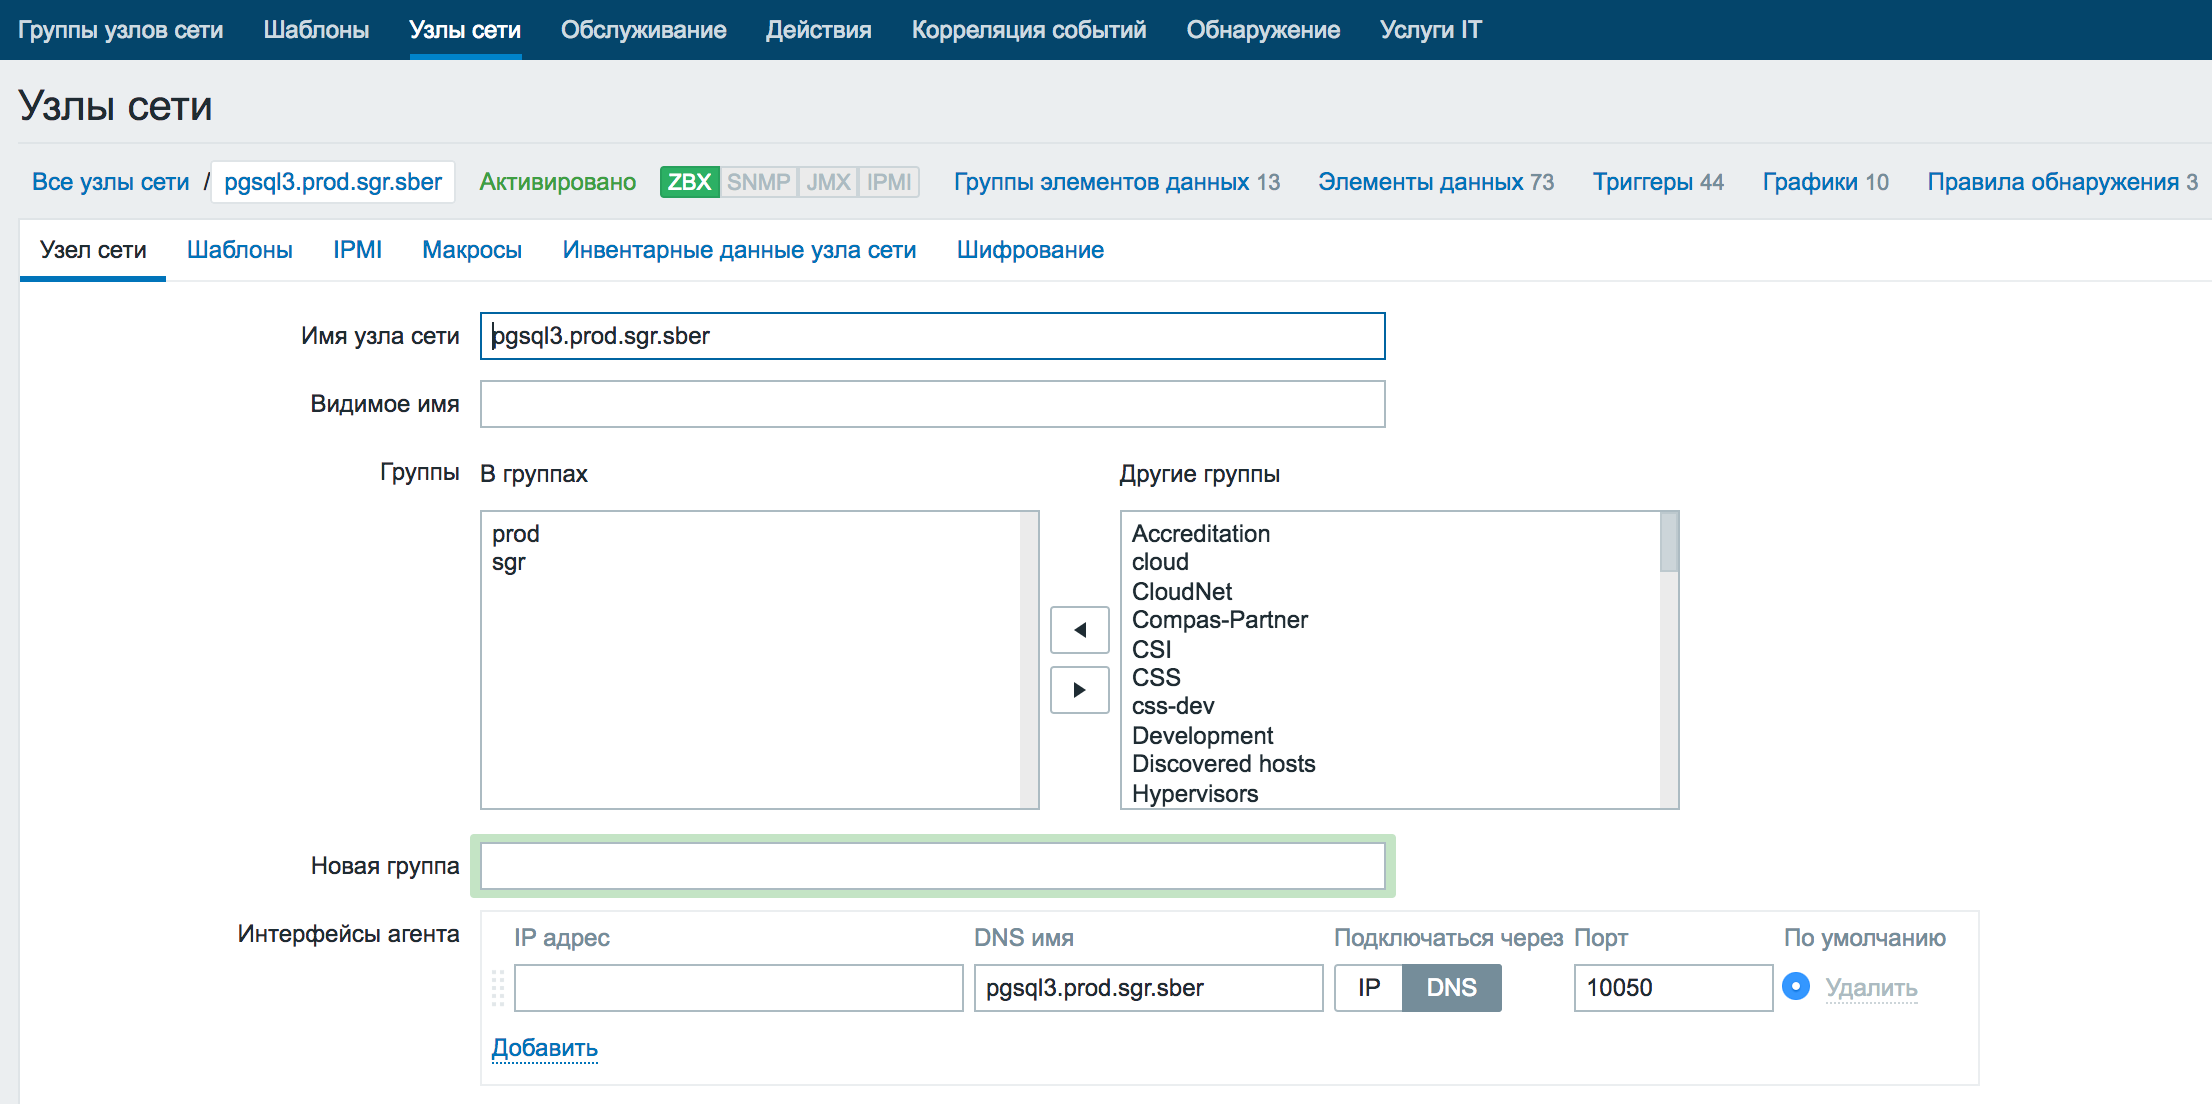 Группы узлов сети Шаблоны Узлы сети Обслуживание Действия Корреляция событий Обнаружение Услуги IT
Узлы сети
Все узлы сети / pgsql3.prod.sgr.sber Активировано ZBX SNMP JMX IPMI Группы элементов данных 13 Элементы данных 73 Триггеры 44 Графики 10 Правила обнаружения 3
Узел сети Шаблоны IPMI Макросы Инвентарные данные узла сети Шифрование
Имя узла сети pgsql3.prod.sgr.sber
Видимое имя
Группы В группах Другие группы
prod
sgr
Accreditation
cloud
CloudNet
Compas-Partner
CSI
CSS
css-dev
Development
Discovered hosts
Hypervisors
Новая группа
Интерфейсы агента IP адрес DNS имя Подключаться через Порт По умолчанию
pgsql3.prod.sgr.sber IP DNS 10050 Удалить
Добавить